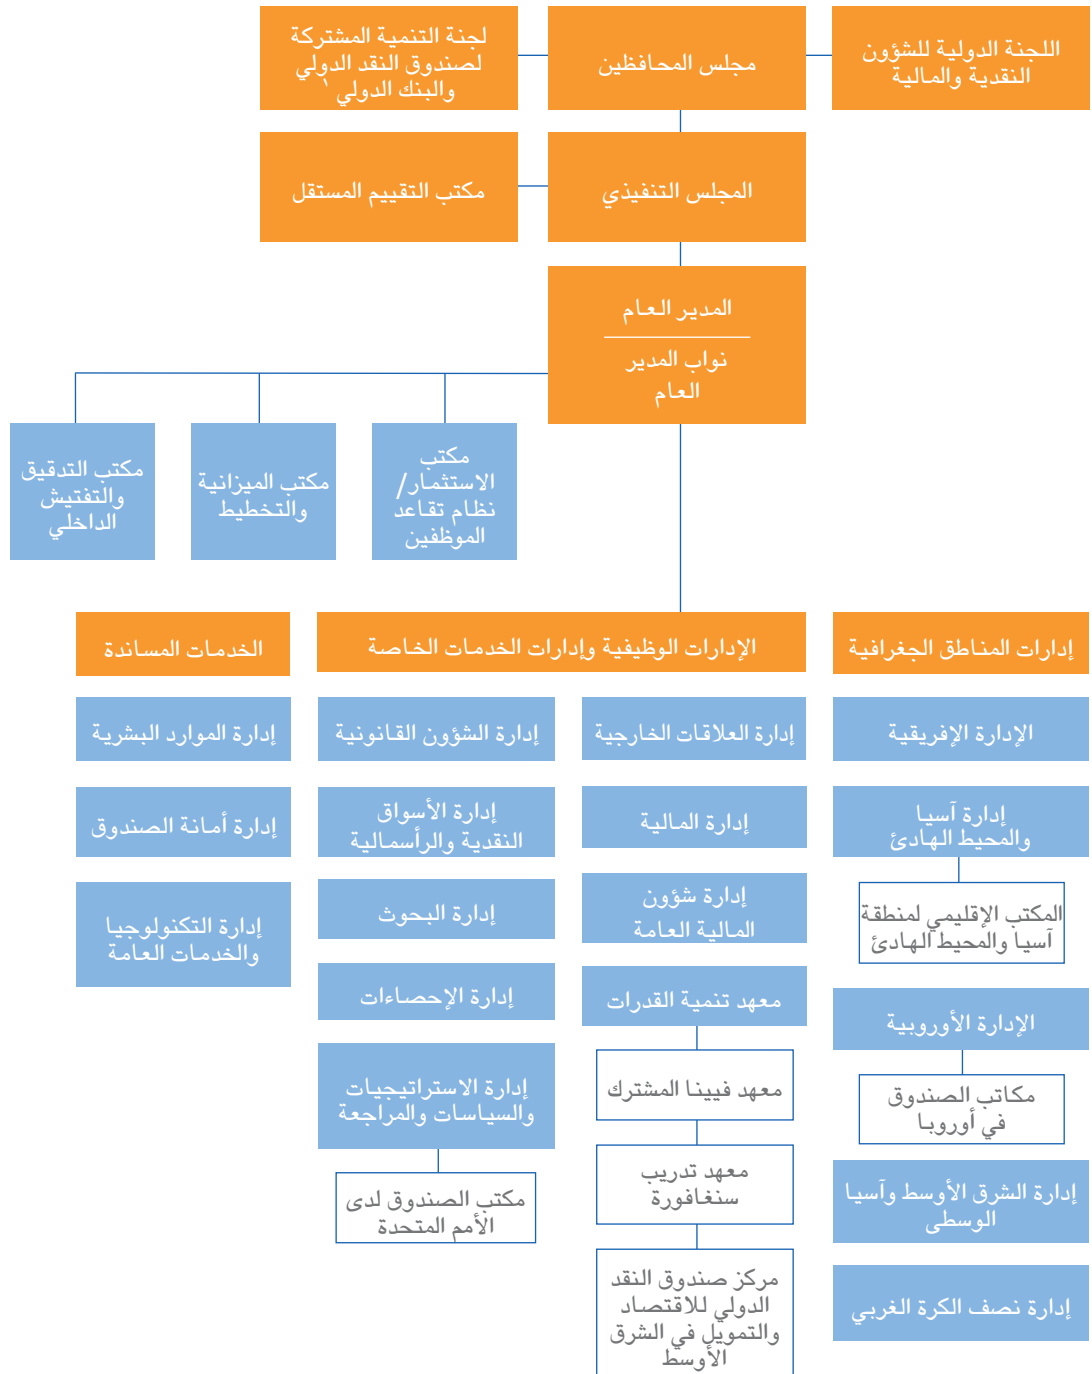 اللجنة الدولية للشؤون
النقدية والمالية
مجلس المحافظين
لجنة التنمية المشتركة
لصندوق النقد الدولي
والبنك الدولي ١
المجلس التنفيذي
مكتب التقييم المستقل
المدير العام
نواب المدير
العام
مكتب
الاستثمار/
نظام تقاعد
الموظفين
مكتب الميزانية
والتخطيط
مكتب التدقيق
والتفتيش
الداخلي
إدارات المناطق الجغرافية
الإدارة الإفريقية
إدارة آسيا
والمحيط الهادئ
المكتب الإقليمي لمنطقة
آسيا والمحيط الهادئ
الإدارة الأوروبية
مكاتب الصندوق
في أوروبا
إدارة الشرق الأوسط وآسيا
الوسطى
إدارة نصف الكرة الغربي
الإدارات الوظيفية وإدارات الخدمات الخاصة
إدارة العلاقات الخارجية
إدارة المالية
إدارة شؤون
المالية العامة
معهد تنمية القدرات
معهد فيينا المشترك
معهد تدريب
سنغافورة
مركز صندوق النقد
الدولي للاقتصاد
والتمويل في الشرق
الأوسط
إدارة الشؤون القانونية
إدارة الأسواق
النقدية والرأسمالية
إدارة البحوث
إدارة الإحصاءات
إدارة الاستراتيجيات
والسياسات والمراجعة
مكتب الصندوق لدى
الأمم المتحدة
الخدمات المساندة
إدارة الموارد البشرية
إدارة أمانة الصندوق
إدارة التكنولوجيا
والخدمات العامة